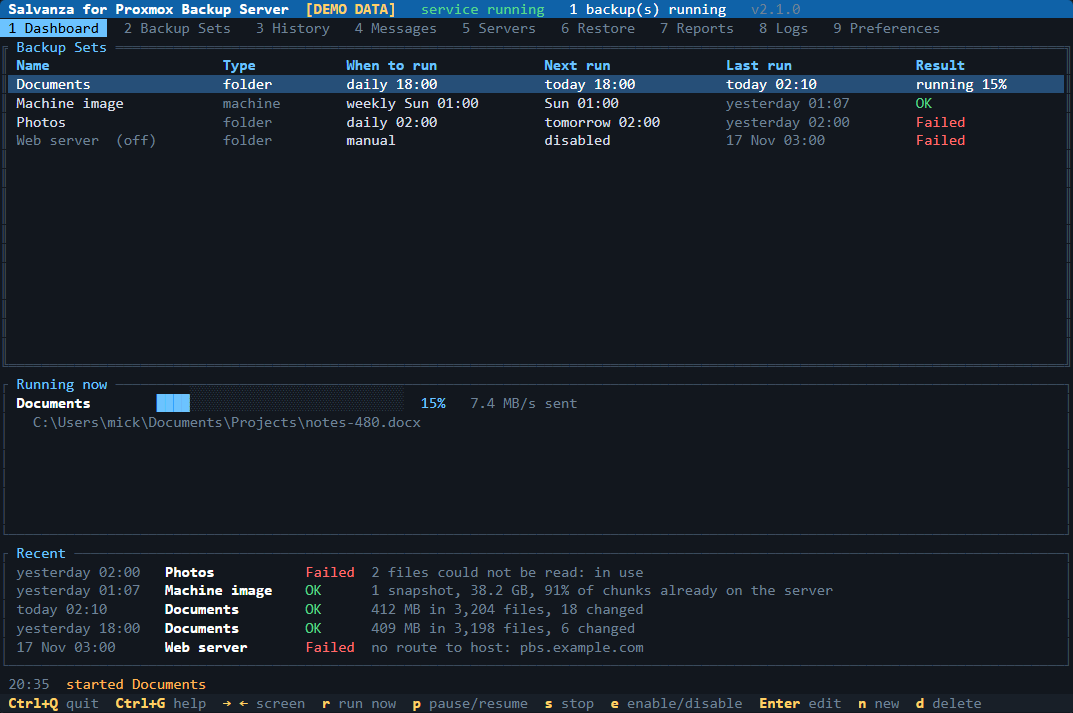 Salvanza for Proxmox Backup Server [DEMO DATA] service running 1 backup(s) running v2.1.0
1 Dashboard 2 Backup Sets 3 History 4 Messages 5 Servers 6 Restore 7 Reports 8 Logs 9 Preferences
Backup Sets
Name Type When to run Next run Last run Result
Documents folder daily 18:00 today 18:00 today 02:10 running 15%
Machine image machine weekly Sun 01:00 Sun 01:00 yesterday 01:07 OK
Photos folder daily 02:00 tomorrow 02:00 yesterday 02:00 Failed
Web server (off) folder manual disabled 17 Nov 03:00 Failed
Running now
Documents 15% 7.4 MB/s sent
C:\Users\mick\Documents\Projects\notes-480.docx
Recent
yesterday 02:00 Photos Failed 2 files could not be read: in use
yesterday 01:07 Machine image OK 1 snapshot, 38.2 GB, 91% of chunks already on the server
today 02:10 Documents OK 412 MB in 3,204 files, 18 changed
yesterday 18:00 Documents OK 409 MB in 3,198 files, 6 changed
17 Nov 03:00 Web server Failed no route to host: pbs.example.com
20:35 started Documents
Ctrl+Q quit Ctrl+G help → ← screen r run now p pause/resume s stop e enable/disable Enter edit n new d delete